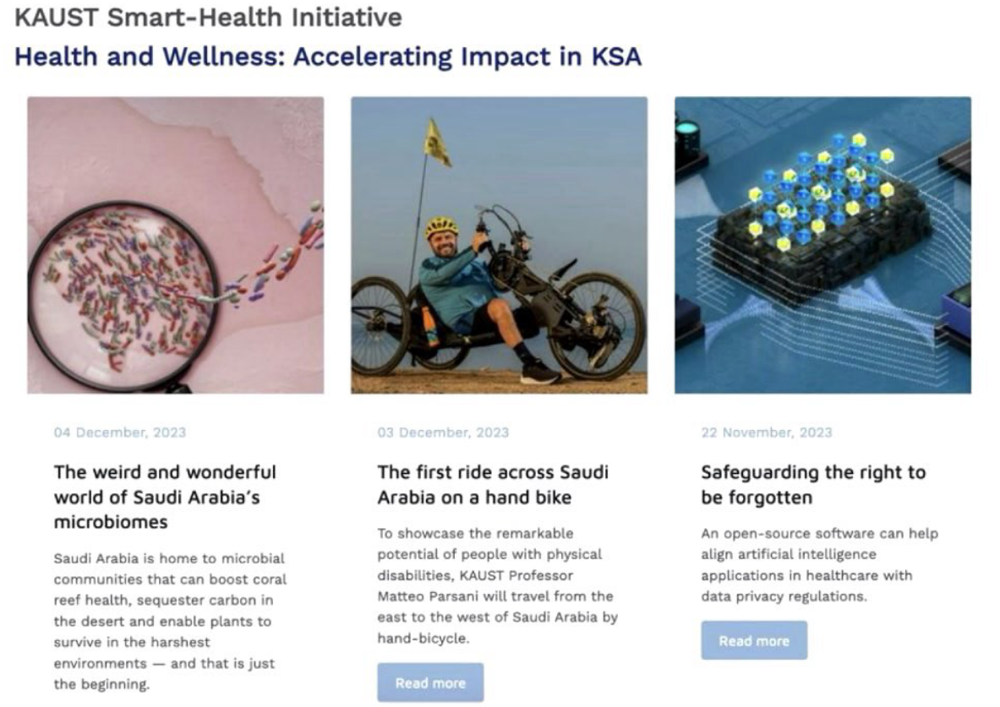 KAUST Smart-Health Initiative
Health and Wellness: Accelerating Impact in KSA
04 December, 2023
The weird and wonderful
world of Saudi Arabia’s
microbiomes
Saudi Arabia is home to microbial
communities that can boost coral
reef health, sequester carbon in
the desert and enable plants to
survive in the harshest
environments — and that is just
the beginning.
03 December, 2023
The first ride across Saudi
Arabia on a hand bike
To showcase the remarkable
potential of people with physical
disabilities, KAUST Professor
Matteo Parsani will travel from the
east to the west of Saudi Arabia by
hand-bicycle.
Read more
22 November, 2023
Safeguarding the right to
be forgotten
An open-source software can help
align artificial intelligence
applications in healthcare with
data privacy regulations.
Read more